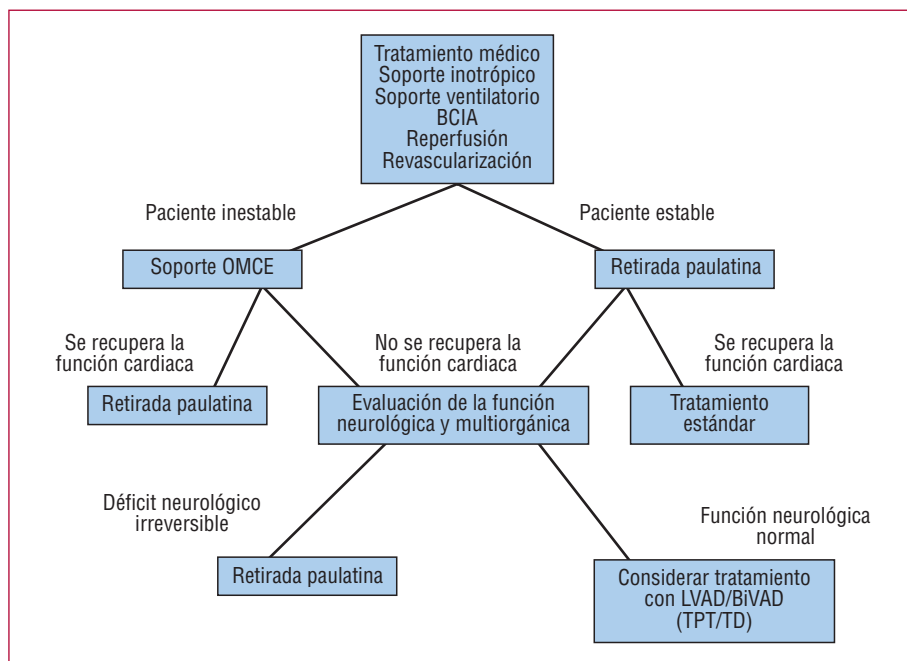 Tratamiento médico
Soporte inotrópico
Soporte ventilatorio
BCIA
Reperfusión
Revascularización
Paciente inestable
Paciente estable
Soporte OMCE
Retirada paulatina
Se recupera la
función cardiaca
No se recupera la
función cardiaca
Se recupera la
función cardiaca
Retirada paulatina
Evaluación de la función
neurológica y multiorgánica
Tratamiento
estándar
Déficit neurológico
irreversible
Función neurológica
normal
Retirada paulatina
Considerar tratamiento
con LVAD/BiVAD
(TPT/TD)